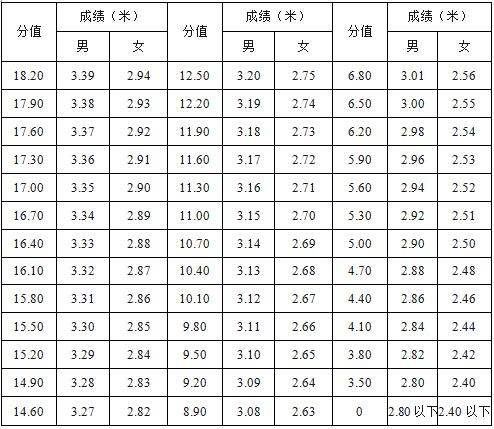 分值 成绩（米） 分值 成绩（米） 分值 成绩（米）
男 女 男 女 男 女
18.20 3.39 2.94 12.50 3.20 2.75 6.80 3.01 2.56
17.90 3.38 2.93 12.20 3.19 2.74 6.50 3.00 2.55
17.60 3.37 2.92 11.90 3.18 2.73 6.20 2.98 2.54
17.30 3.36 2.91 11.60 3.17 2.72 5.90 2.96 2.53
17.00 3.35 2.90 11.30 3.16 2.71 5.60 2.94 2.52
16.70 3.34 2.89 11.00 3.15 2.70 5.30 2.92 2.51
16.40 3.33 2.88 10.70 3.14 2.69 5.00 2.90 2.50
16.10 3.32 2.87 10.40 3.13 2.68 4.70 2.88 2.48
15.80 3.31 2.86 10.10 3.12 2.67 4.40 2.86 2.46
15.50 3.30 2.85 9.80 3.11 2.66 4.10 2.84 2.44
15.20 3.29 2.84 9.50 3.10 2.65 3.80 2.82 2.42
14.90 3.28 2.83 9.20 3.09 2.64 3.50 2.80 2.40
14.60 3.27 2.82 8.90 3.08 2.63 0 2.80以下 2.40以下